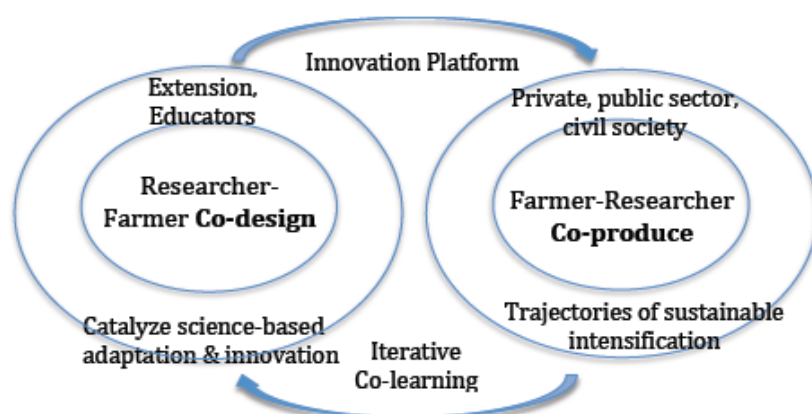 Innovation Platform
Extension,
Educators
Researcher-
Farmer Co-design
Catalyze science-based
adaptation & innovation
Private, public sector,
civil society
Farmer-Researcher
Co-produce
Trajectories of sustainable
intensification
Iterative
Co-learning